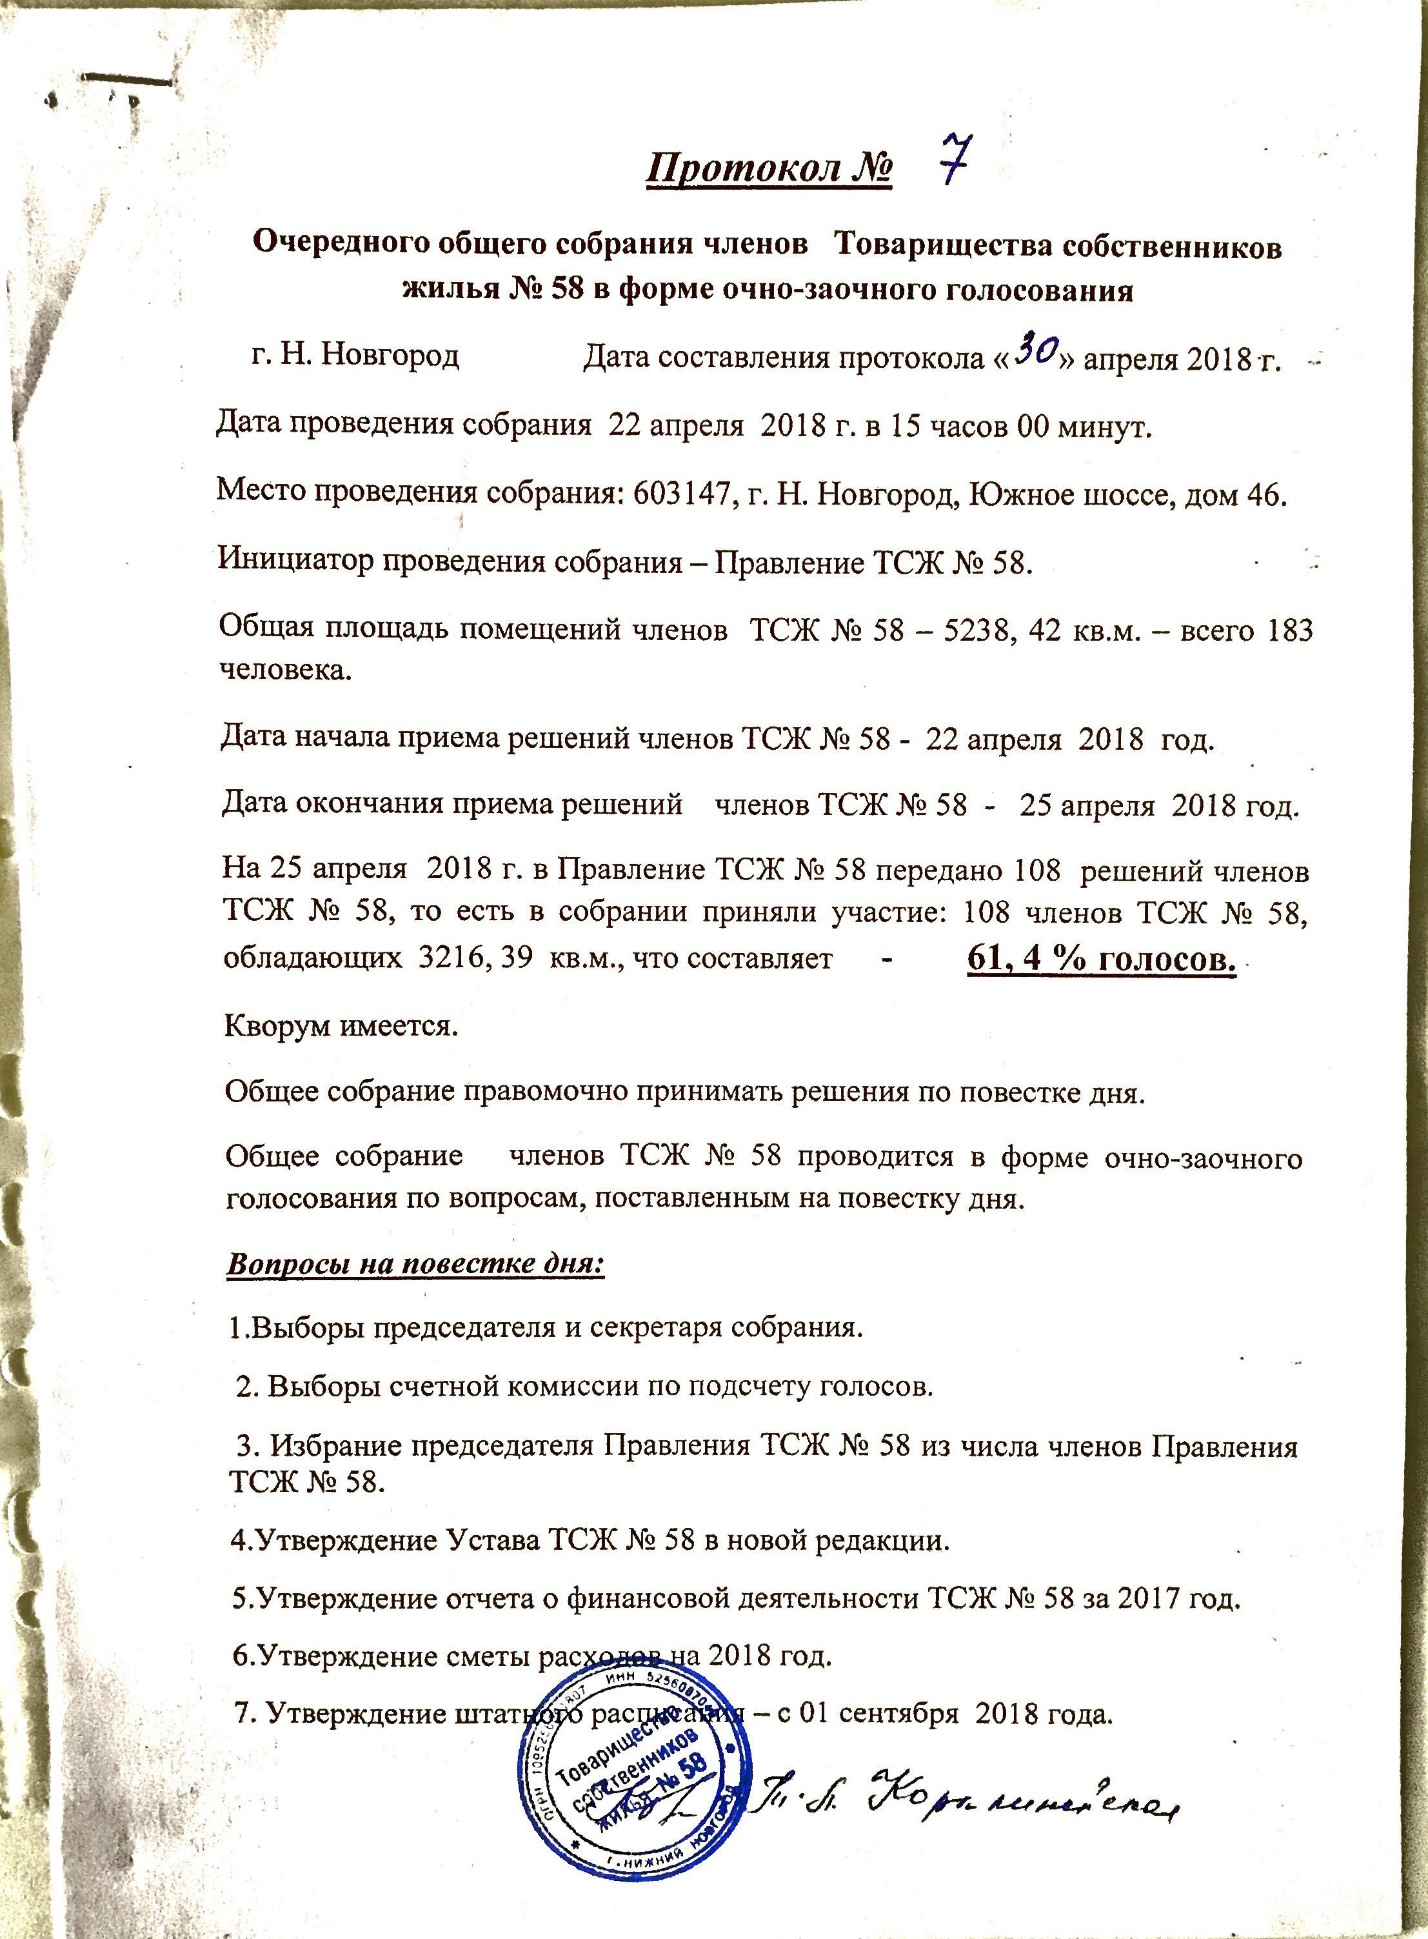 Протокол № 7
Очередного общего собрания членов Товарищества собственников
жилья № 58 в форме очно-заочного голосования
г. Н. Новгород Дата составления протокола «30» апреля 2018 г.
Дата проведения собрания 22 апреля 2018 г. в 15 часов 00 минут.
Место проведения собрания: 603147, г. Н. Новгород, Южное шоссе, дом 46.
Инициатор проведения собрания – Правление ТСЖ № 58.
Общая площадь помещений членов ТСЖ № 58 – 5238, 42 кв.м. – всего 183
человека.
Дата начала приема решений членов ТСЖ № 58 - 22 апреля 2018 год.
Дата окончания приема решений членов ТСЖ № 58 - 25 апреля 2018 год.
На 25 апреля 2018 г. в Правление ТСЖ № 58 передано 108 решений членов
ТСЖ № 58, то есть в собрании приняли участие: 108 членов ТСЖ № 58,
обладающих 3216, 39 кв.м., что составляет - 61, 4 % голосов.
Кворум имеется.
Общее собрание правомочно принимать решения по повестке дня.
Общее собрание членов ТСЖ № 58 проводится в форме очно-заочного
голосования по вопросам, поставленным на повестку дня.
Вопросы на повестке дня:
1.Выборы председателя и секретаря собрания.
2. Выборы счетной комиссии по подсчету голосов.
3. Избрание председателя Правления ТСЖ № 58 из числа членов Правления
ТСЖ № 58.
4.Утверждение Устава ТСЖ № 58 в новой редакции.
5.Утверждение отчета о финансовой деятельности ТСЖ № 58 за 2017 год.
6.Утверждение сметы расходов на 2018 год.
7. Утверждение штатного расписания – с 01 сентября 2018 года.
ОГРН ИНН
Товарищество
собственников
жилья № 58
г.НИЖНИЙ НОВГОРОД